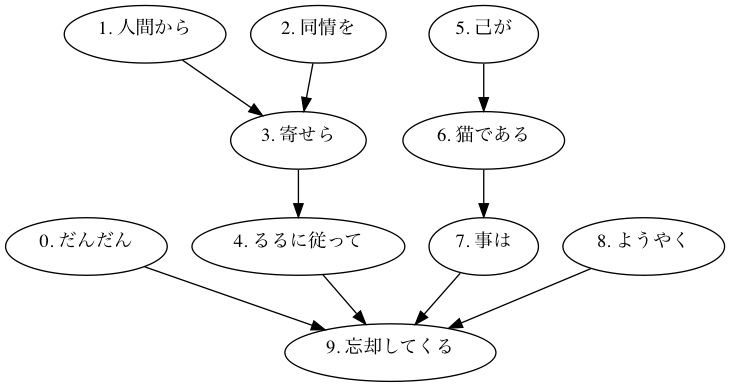 1. 人間から 2. 同情を 5. 己が
3. 寄せら 6. 猫である
0. だんだん 4. るるに従って 7. 事は 8. ようやく
9. 忘却してくる